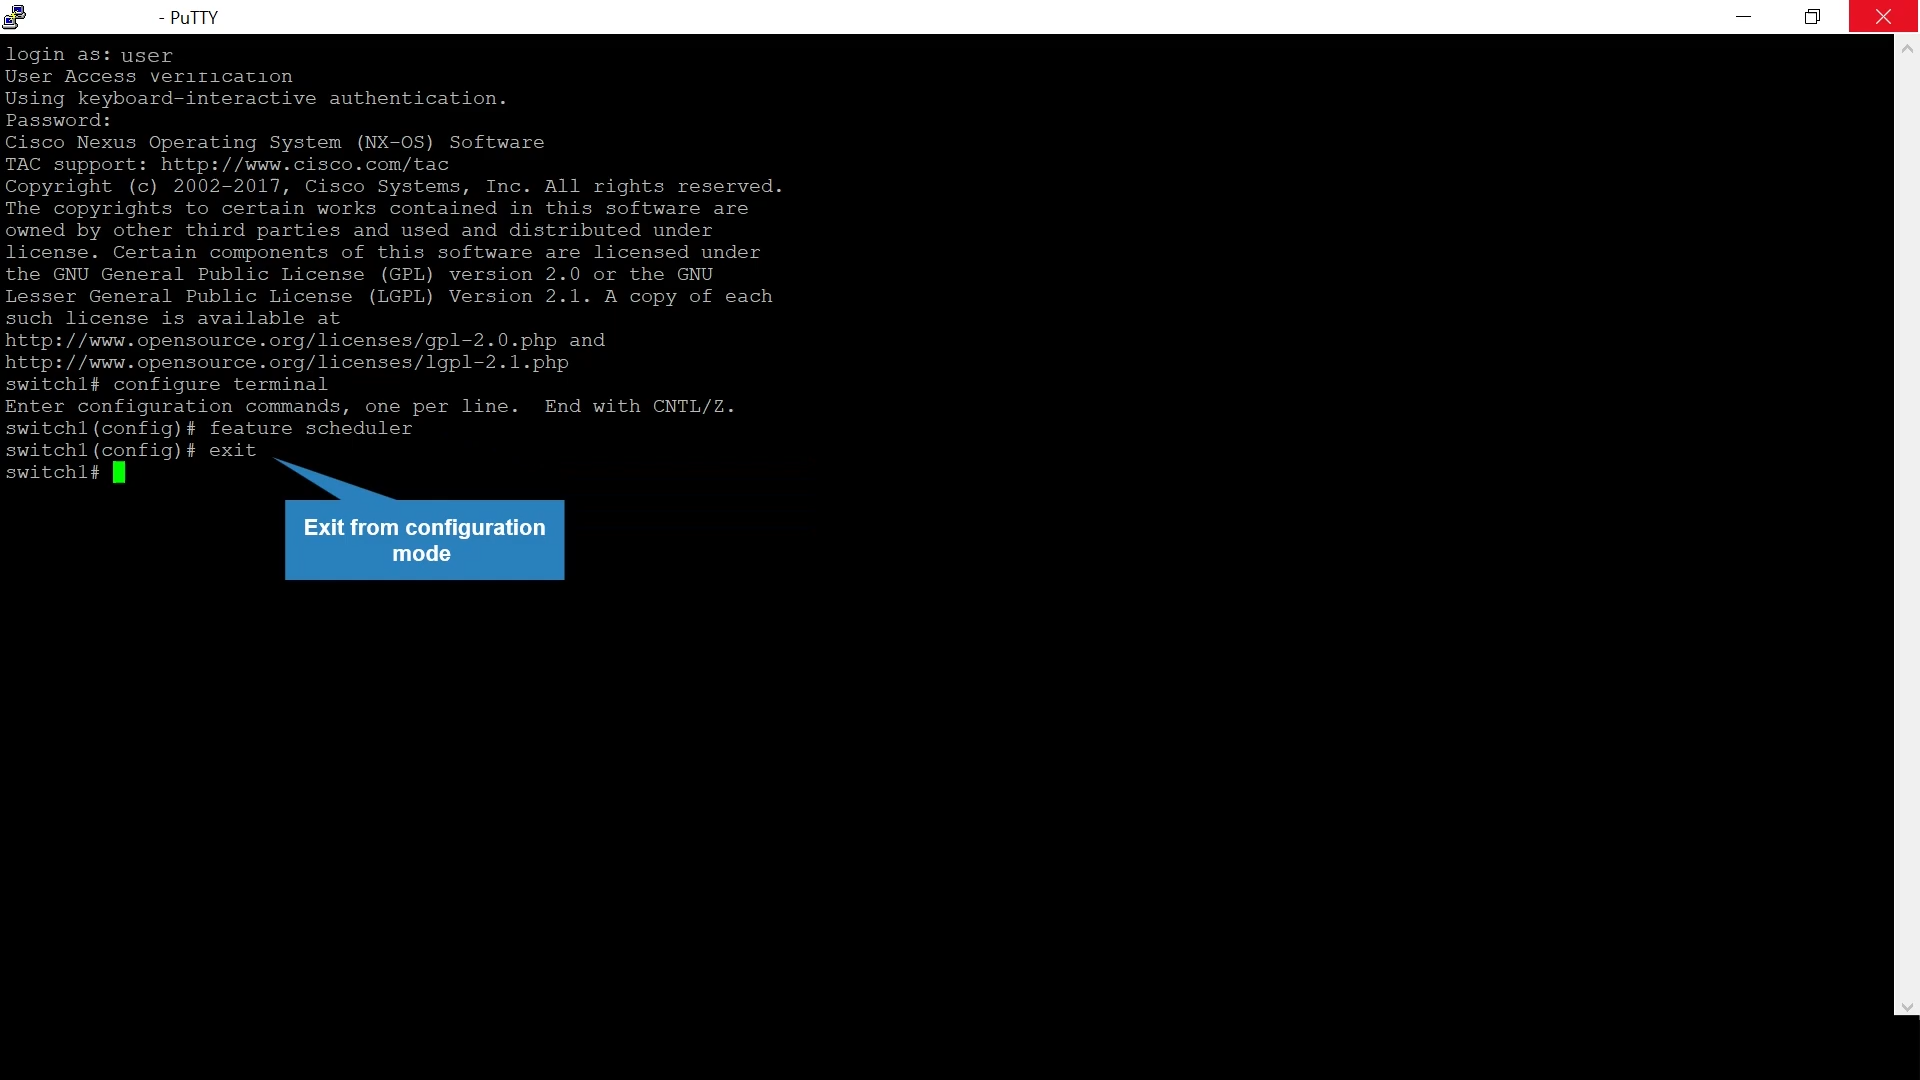 - PuTTY
login as: user
User Access Verification
Using keyboard-interactive authentication.
Password:
Cisco Nexus Operating System (NX-OS) Software
TAC support: http://www.cisco.com/tac
Copyright (c) 2002-2017, Cisco Systems, Inc. All rights reserved.
The copyrights to certain works contained in this software are
owned by other third parties and used and distributed under
license. Certain components of this software are licensed under
the GNU General Public License (GPL) version 2.0 or the GNU
Lesser General Public License (LGPL) Version 2.1. A copy of each
such license is available at
http://www.opensource.org/licenses/gpl-2.0.php and
http://www.opensource.org/licenses/lgpl-2.1.php
switch1# configure terminal
Enter configuration commands, one per line.  End with CNTL/Z.
switch1(config)# feature scheduler
switch1(config)# exit
switch1#
Exit from configuration
mode